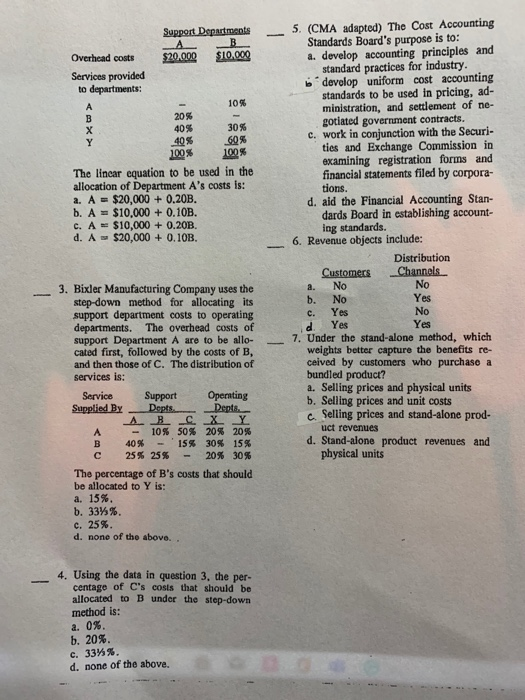 Support Departments
A B
Overhead costs $20,000 $10,000
Services provided
to departments:
A – 10%
B 20% –
X 40% 30%
Y 40% 60%
100% 100%
The linear equation to be used in the
allocation of Department A's costs is:
a. A = $20,000 + 0.20B.
b. A = $10,000 + 0.10B.
c. A = $10,000 + 0.20B.
d. A = $20,000 + 0.10B.
3. Bixler Manufacturing Company uses the
step-down method for allocating its
support department costs to operating
departments. The overhead costs of
support Department A are to be allo-
cated first, followed by the costs of B,
and then those of C. The distribution of
services is:
Service Support Operating
Supplied By Depts. Depts.
A B C X Y
A – 10% 50% 20% 20%
B 40% – 15% 30% 15%
C 25% 25% – 20% 30%
The percentage of B's costs that should
be allocated to Y is:
a. 15%.
b. 33⅓%.
c. 25%.
d. none of the above.
4. Using the data in question 3, the per-
centage of C's costs that should be
allocated to B under the step-down
method is:
a. 0%.
b. 20%.
c. 33⅓%.
d. none of the above.
5. (CMA adapted) The Cost Accounting
Standards Board's purpose is to:
a. develop accounting principles and
standard practices for industry.
b develop uniform cost accounting
standards to be used in pricing, ad-
ministration, and settlement of ne-
gotiated government contracts.
c. work in conjunction with the Securi-
ties and Exchange Commission in
examining registration forms and
financial statements filed by corpora-
tions.
d. aid the Financial Accounting Stan-
dards Board in establishing account-
ing standards.
6. Revenue objects include:
Distribution
Customers Channels
a. No No
b. No Yes
c. Yes No
d Yes Yes
7. Under the stand-alone method, which
weights better capture the benefits re-
ceived by customers who purchase a
bundled product?
a. Selling prices and physical units
b. Selling prices and unit costs
c. Selling prices and stand-alone prod-
uct revenues
d. Stand-alone product revenues and
physical units